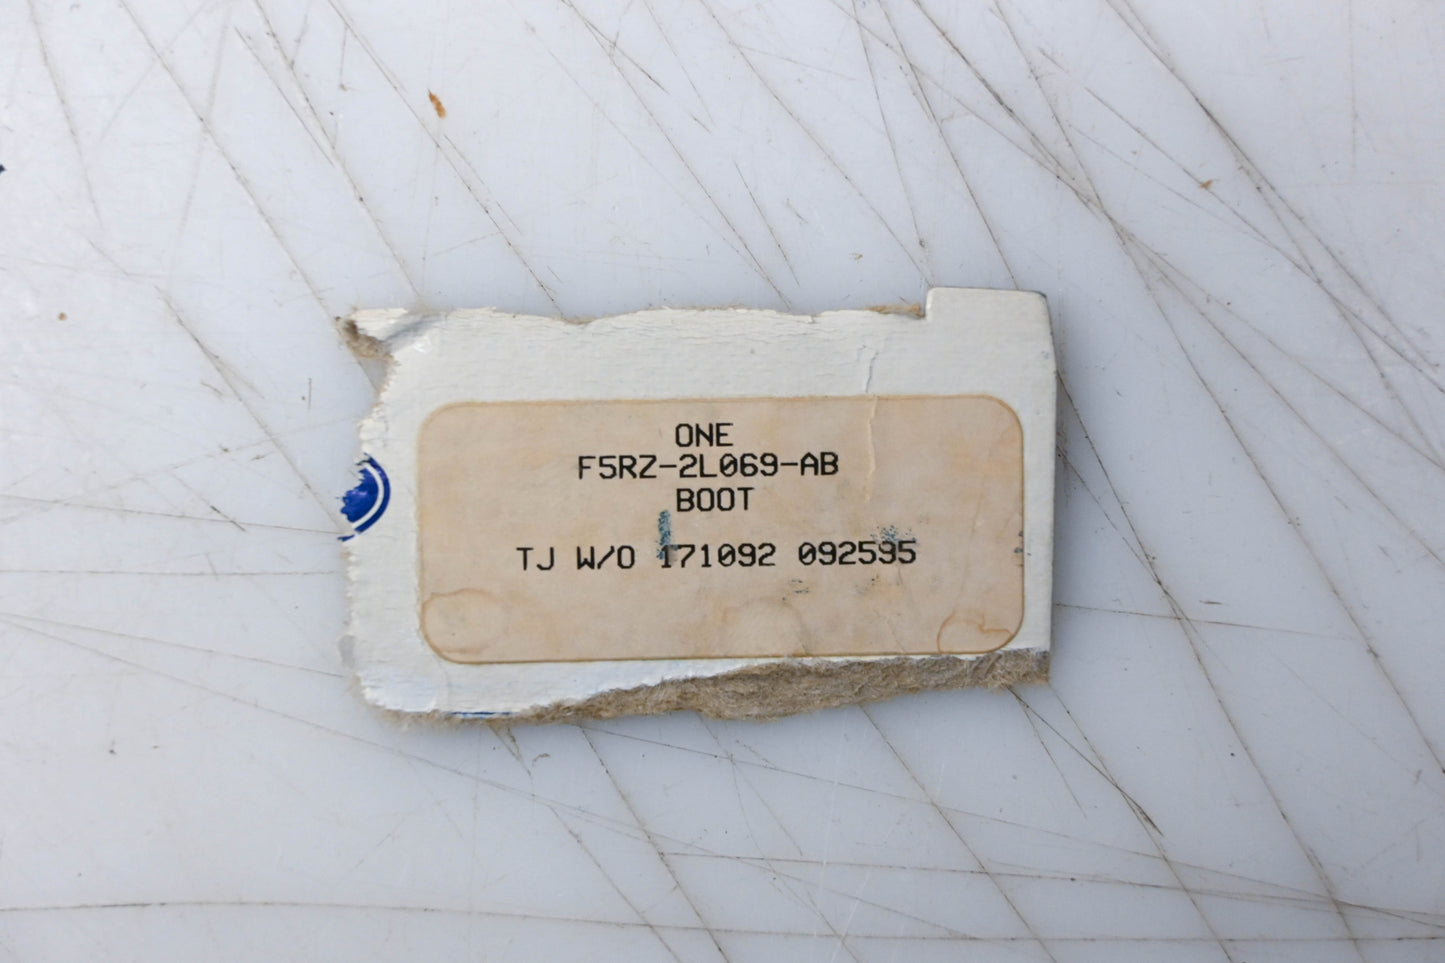 ONE
F5RZ-2L069-AB
BOOT
TJ W/O 171092 092595